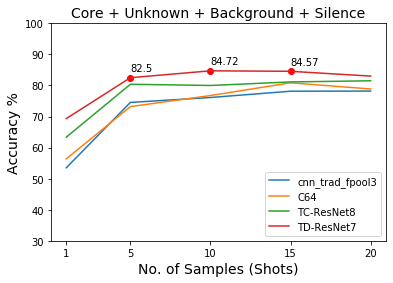 Core + Unknown + Background + Silence
Accuracy %
100
90
80
70
60
50
40
30
82.5
84.72
84.57
cnn_trad_fpool3
C64
TC-ResNet8
TD-ResNet7
1 5 10 15 20
No. of Samples (Shots)